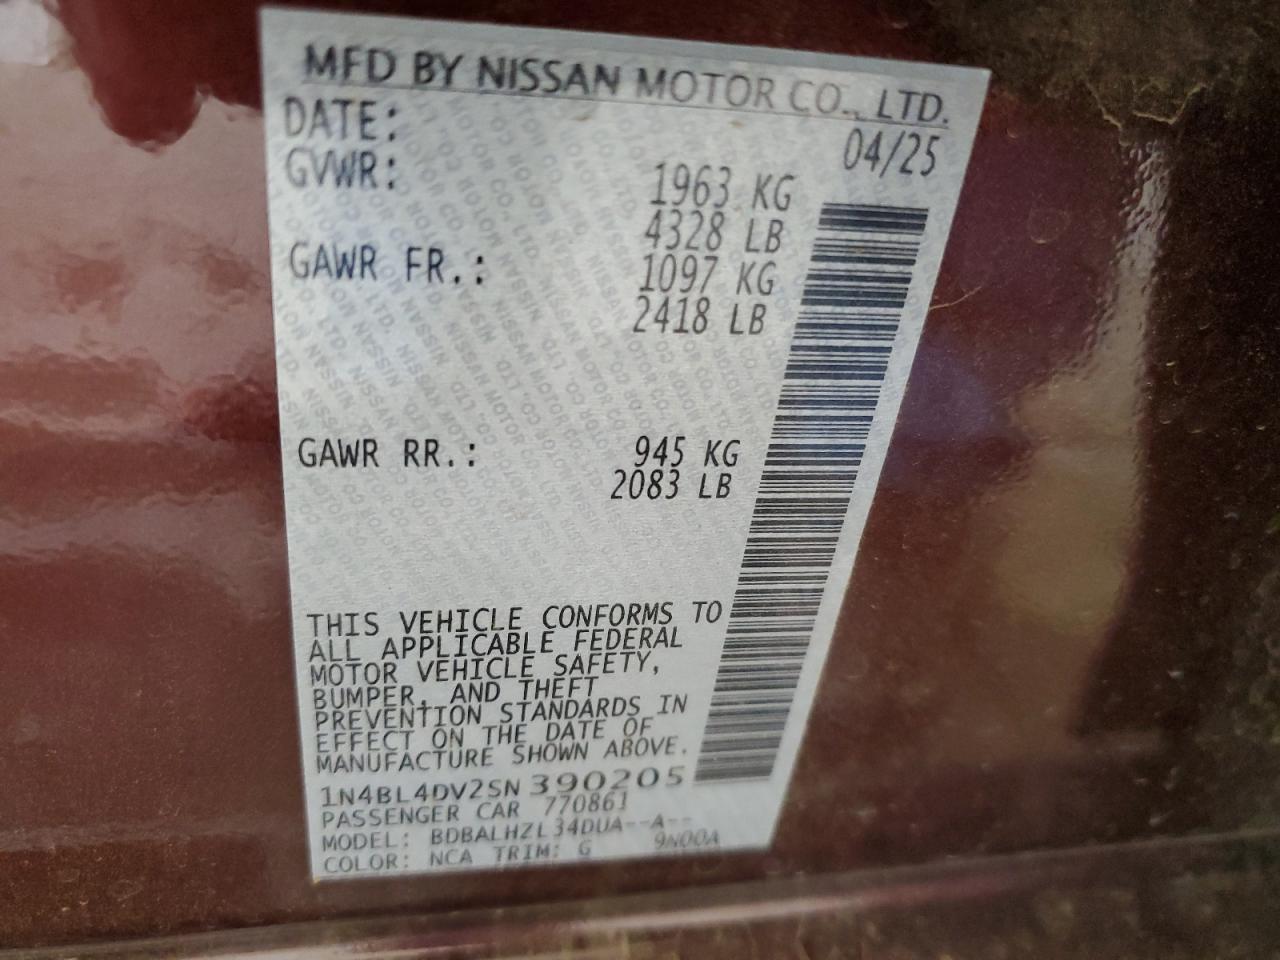 MFD BY NISSAN MOTOR CO., LTD.
DATE: 04/25
GVWR: 1963 KG
4328 LB
GAWR FR.: 1097 KG
2418 LB
GAWR RR.: 945 KG
2083 LB
THIS VEHICLE CONFORMS TO
ALL APPLICABLE FEDERAL
MOTOR VEHICLE SAFETY,
BUMPER, AND THEFT
PREVENTION STANDARDS IN
EFFECT ON THE DATE OF
MANUFACTURE SHOWN ABOVE.
1N4BL4DV2SN390205
PASSENGER CAR 770861
MODEL: BDBALHZL34DUA--A--
COLOR: NCA TRIM: G 9N00A